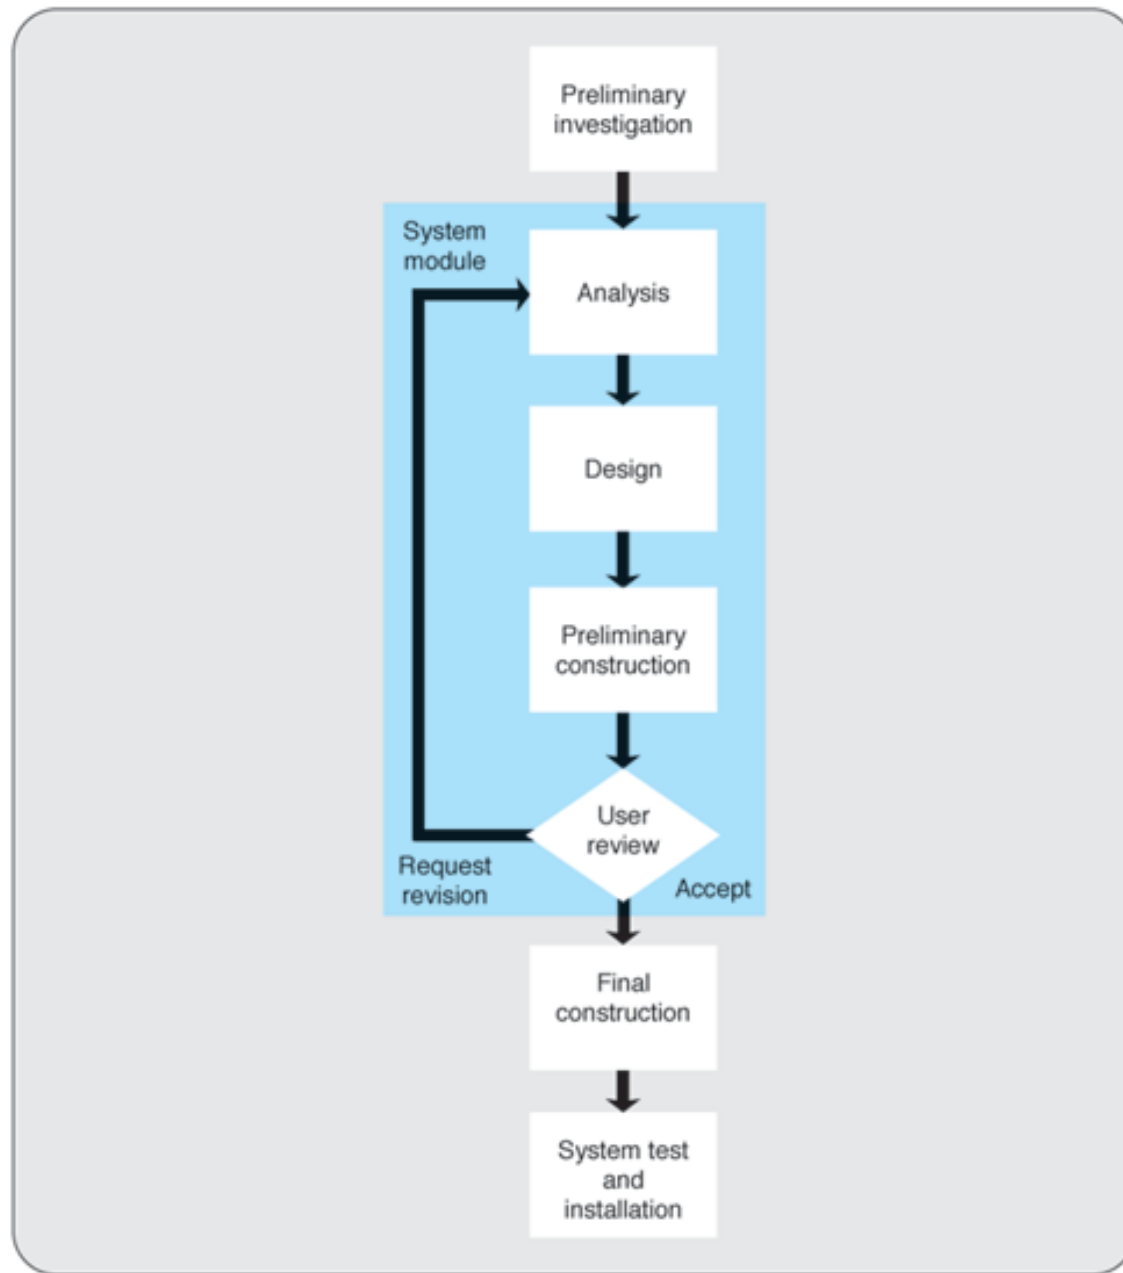 Preliminary
investigation
System
module
Analysis
Design
Preliminary
construction
User
review
Request
revision
Accept
Final
construction
System test
and
installation